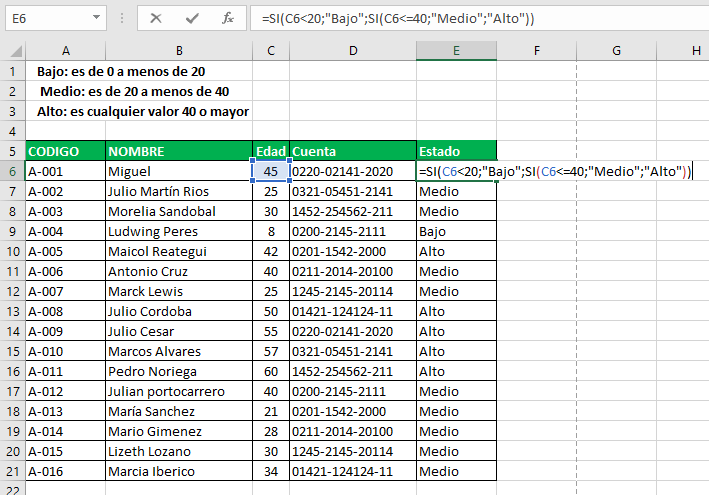 E6 =SI(C6<20;"Bajo";SI(C6<=40;"Medio";"Alto"))
A B C D E F G H
1 Bajo: es de 0 a menos de 20
2 Medio: es de 20 a menos de 40
3 Alto: es cualquier valor 40 o mayor
4
5 CODIGO NOMBRE Edad Cuenta Estado
6 A-001 Miguel 45 0220-02141-2020 =SI(C6<20;"Bajo";SI(C6<=40;"Medio";"Alto"))
7 A-002 Julio Martín Rios 25 0321-05451-2141 Medio
8 A-003 Morelia Sandobal 30 1452-254562-211 Medio
9 A-004 Ludwing Peres 8 0200-2145-2111 Bajo
10 A-005 Maicol Reategui 42 0201-1542-2000 Alto
11 A-006 Antonio Cruz 40 0211-2014-20100 Medio
12 A-007 Marck Lewis 25 1245-2145-20114 Medio
13 A-008 Julio Cordoba 50 01421-124124-11 Alto
14 A-009 Julio Cesar 55 0220-02141-2020 Alto
15 A-010 Marcos Alvares 57 0321-05451-2141 Alto
16 A-011 Pedro Noriega 60 1452-254562-211 Alto
17 A-012 Julian portocarrero 40 0200-2145-2111 Medio
18 A-013 María Sanchez 21 0201-1542-2000 Medio
19 A-014 Mario Gimenez 28 0211-2014-20100 Medio
20 A-015 Lizeth Lozano 30 1245-2145-20114 Medio
21 A-016 Marcia Iberico 34 01421-124124-11 Medio
22